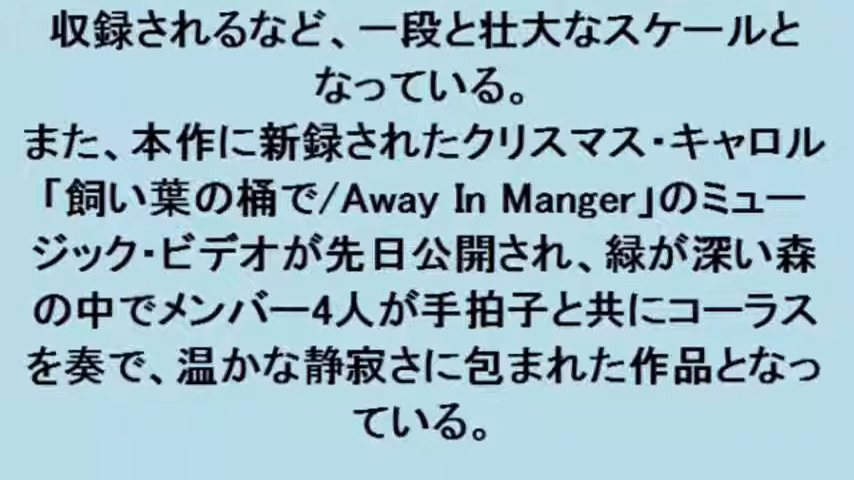 収録されるなど、一段と壮大なスケールと
なっている。
また、本作に新録されたクリスマス・キャロル
「飼い葉の桶で/Away In Manger」のミュー
ジック・ビデオが先日公開され、緑が深い森
の中でメンバー4人が手拍子と共にコーラス
を奏で、温かな静寂さに包まれた作品となっ
ている。